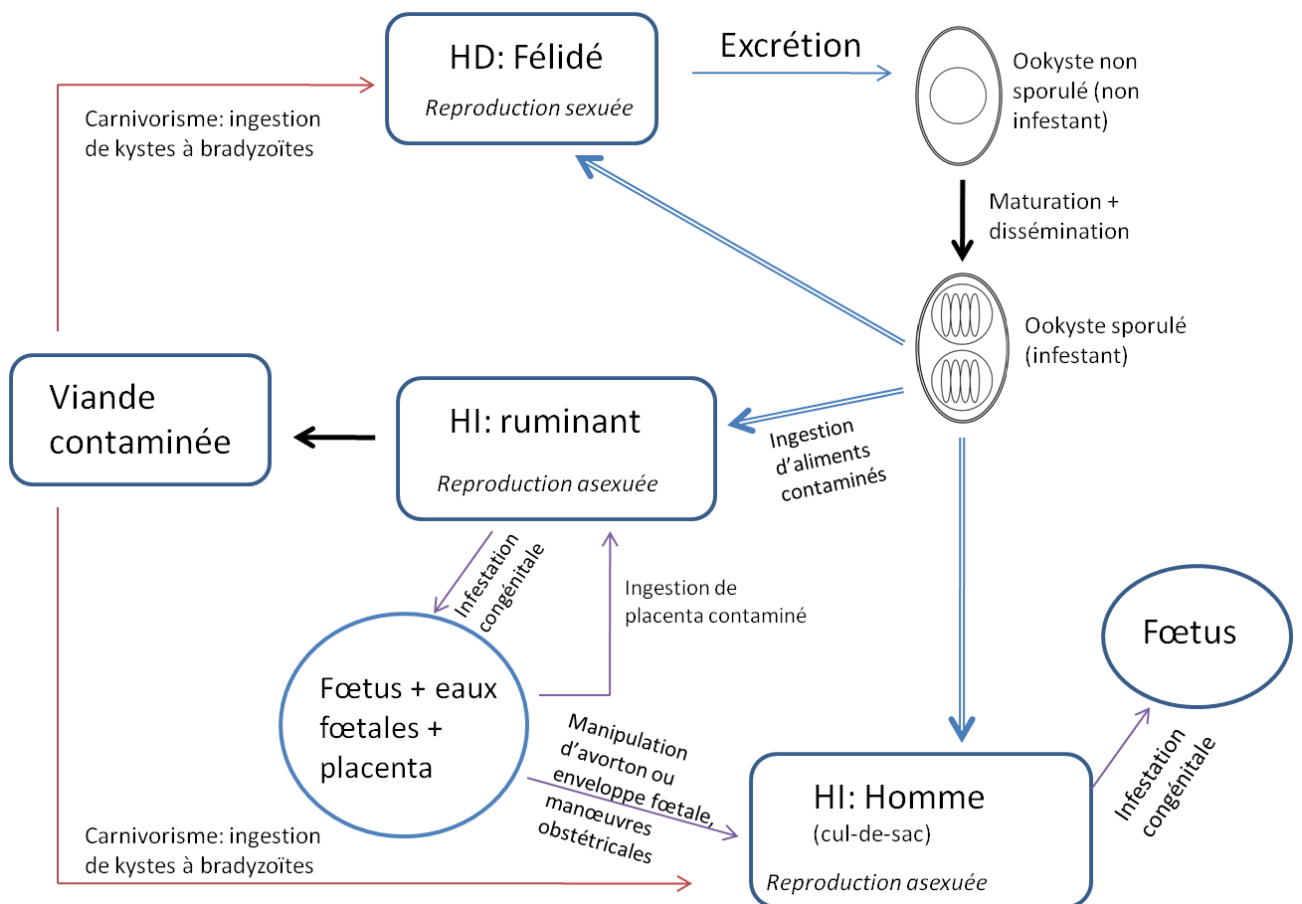 HD: Félidé
Reproduction sexuée
Excrétion
Ookyste non
sporulé (non
infestant)
Carnivorisme: ingestion
de kystes à bradyzoïtes
Maturation +
dissémination
Ookyste sporulé
(infestant)
Viande
contaminée
HI: ruminant
Reproduction asexuée
Ingestion
d’aliments
contaminés
Infestation
congénitale
Ingestion de
placenta contaminé
Fœtus
Fœtus + eaux
fœtales +
placenta
Manipulation
d’avorton ou
enveloppe fœtale,
manœuvres
obstétricales
Infestation
congénitale
HI: Homme
(cul-de-sac)
Reproduction asexuée
Carnivorisme: ingestion
de kystes à bradyzoïtes